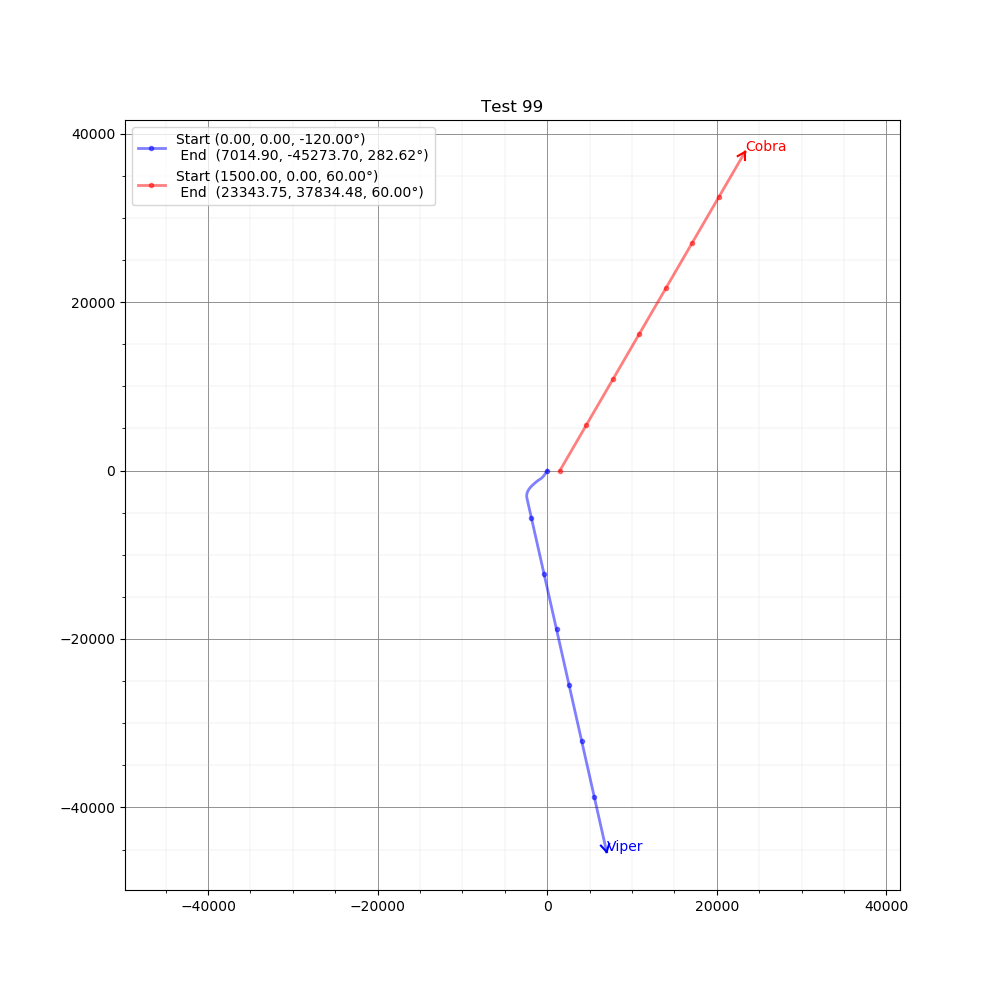 Test 99
Start (0.00, 0.00, -120.00°)
End (7014.90, -45273.70, 282.62°)
Start (1500.00, 0.00, 60.00°)
End (23343.75, 37834.48, 60.00°)
Cobra
Viper
40000
20000
0
−20000
−40000
−40000
−20000
0
20000
40000